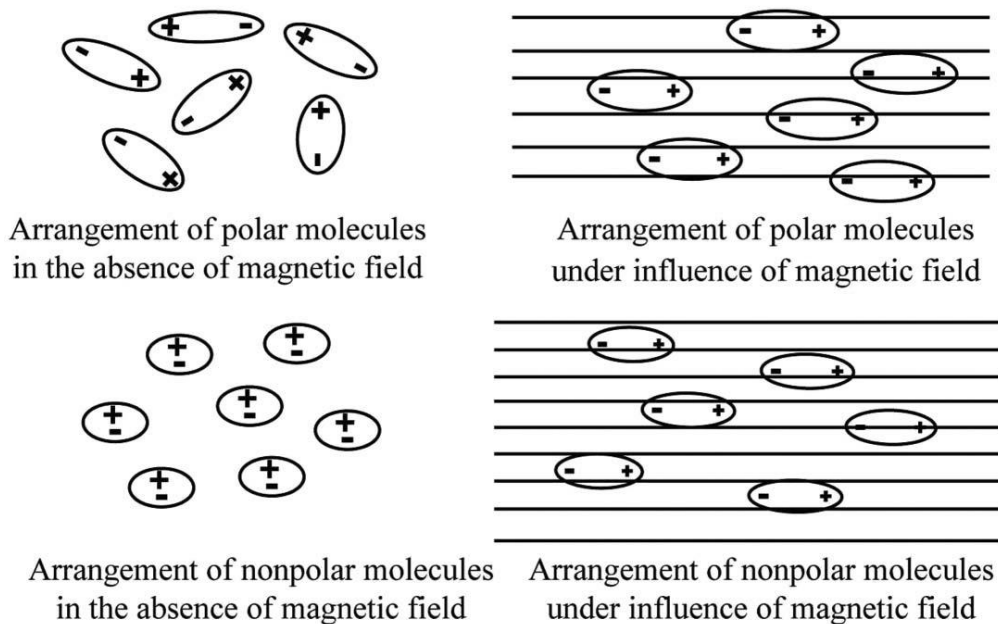 Arrangement of polar molecules
in the absence of magnetic field
Arrangement of polar molecules
under influence of magnetic field
Arrangement of nonpolar molecules
in the absence of magnetic field
Arrangement of nonpolar molecules
under influence of magnetic field